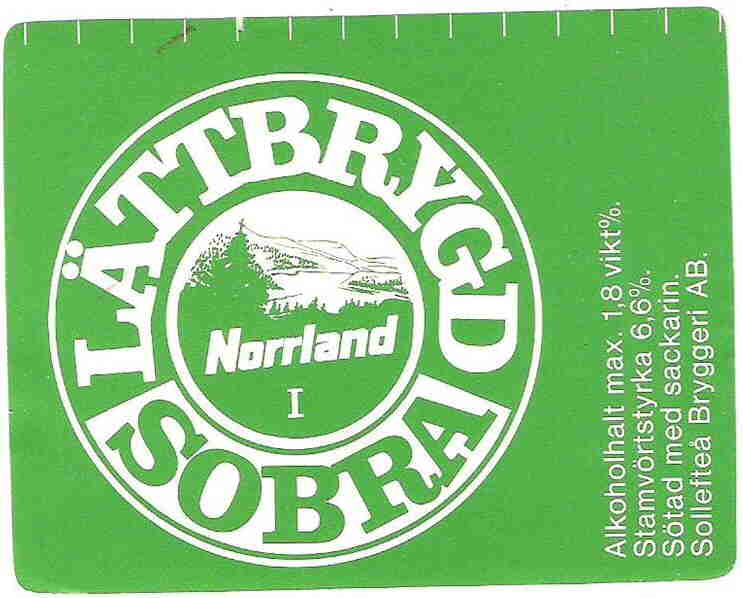 LÄTTBRYGD
SOBRA
Norrland
I
Alkoholhalt max. 1,8 vikt%.
Stamvörtstyrka 6,6%.
Sötad med sackarin.
Sollefteå Bryggeri AB.